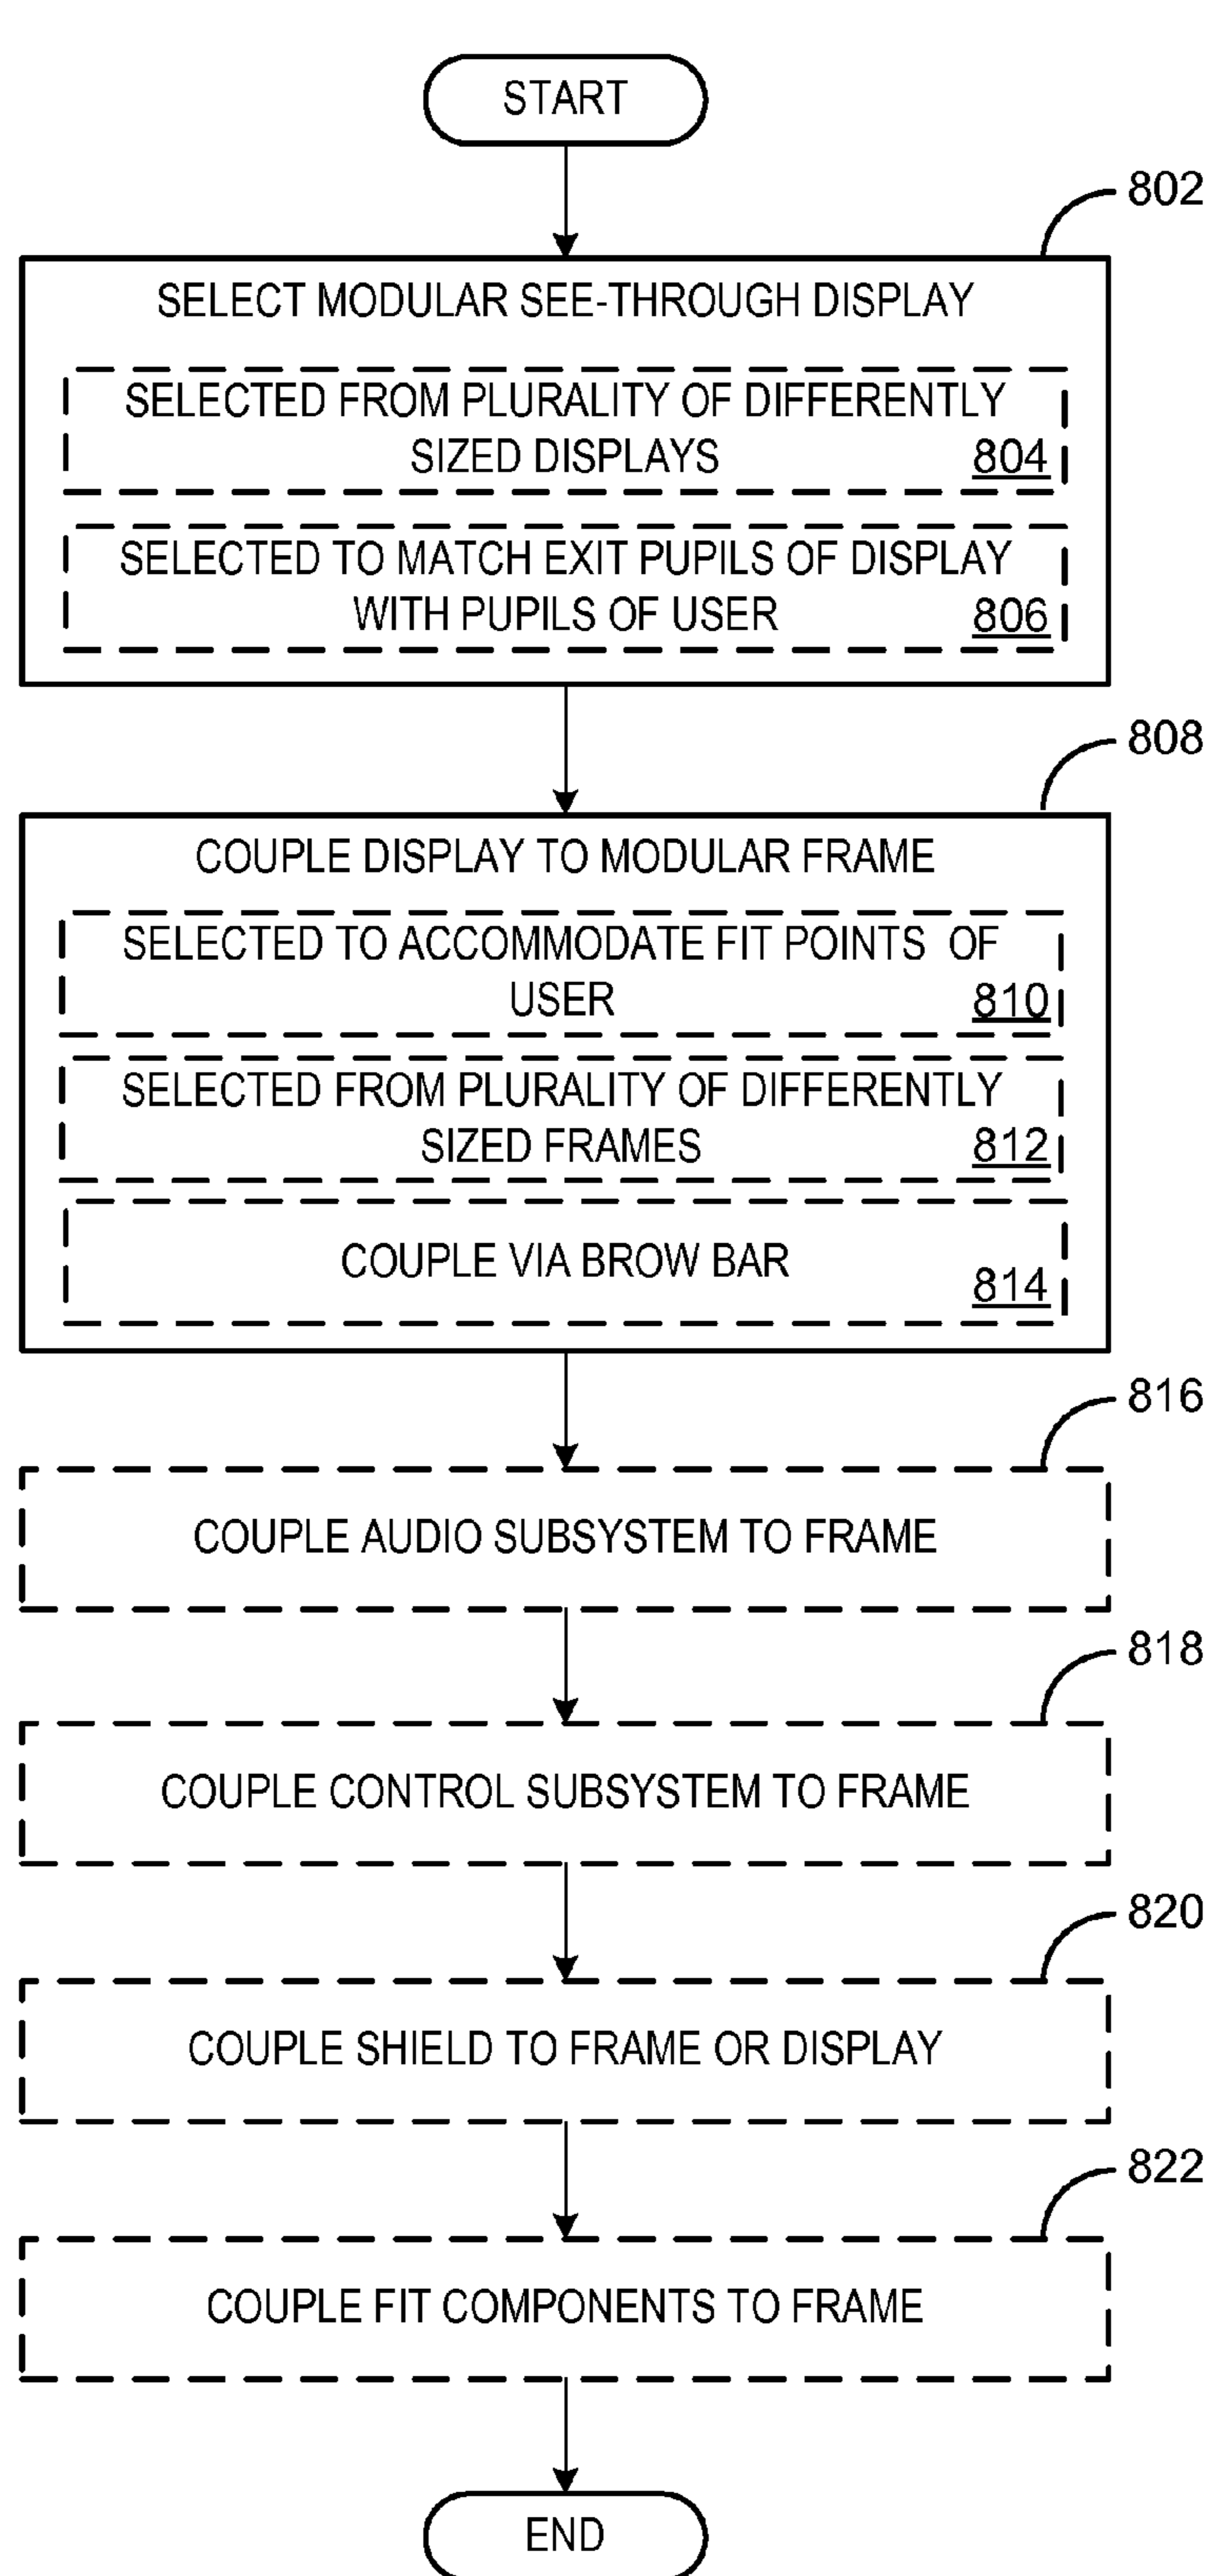 START
802
SELECT MODULAR SEE-THROUGH DISPLAY
SELECTED FROM PLURALITY OF DIFFERENTLY
SIZED DISPLAYS
804
SELECTED TO MATCH EXIT PUPILS OF DISPLAY
WITH PUPILS OF USER
806
808
COUPLE DISPLAY TO MODULAR FRAME
SELECTED TO ACCOMMODATE FIT POINTS OF
USER
810
SELECTED FROM PLURALITY OF DIFFERENTLY
SIZED FRAMES
812
COUPLE VIA BROW BAR
814
816
COUPLE AUDIO SUBSYSTEM TO FRAME
818
COUPLE CONTROL SUBSYSTEM TO FRAME
820
COUPLE SHIELD TO FRAME OR DISPLAY
822
COUPLE FIT COMPONENTS TO FRAME
END